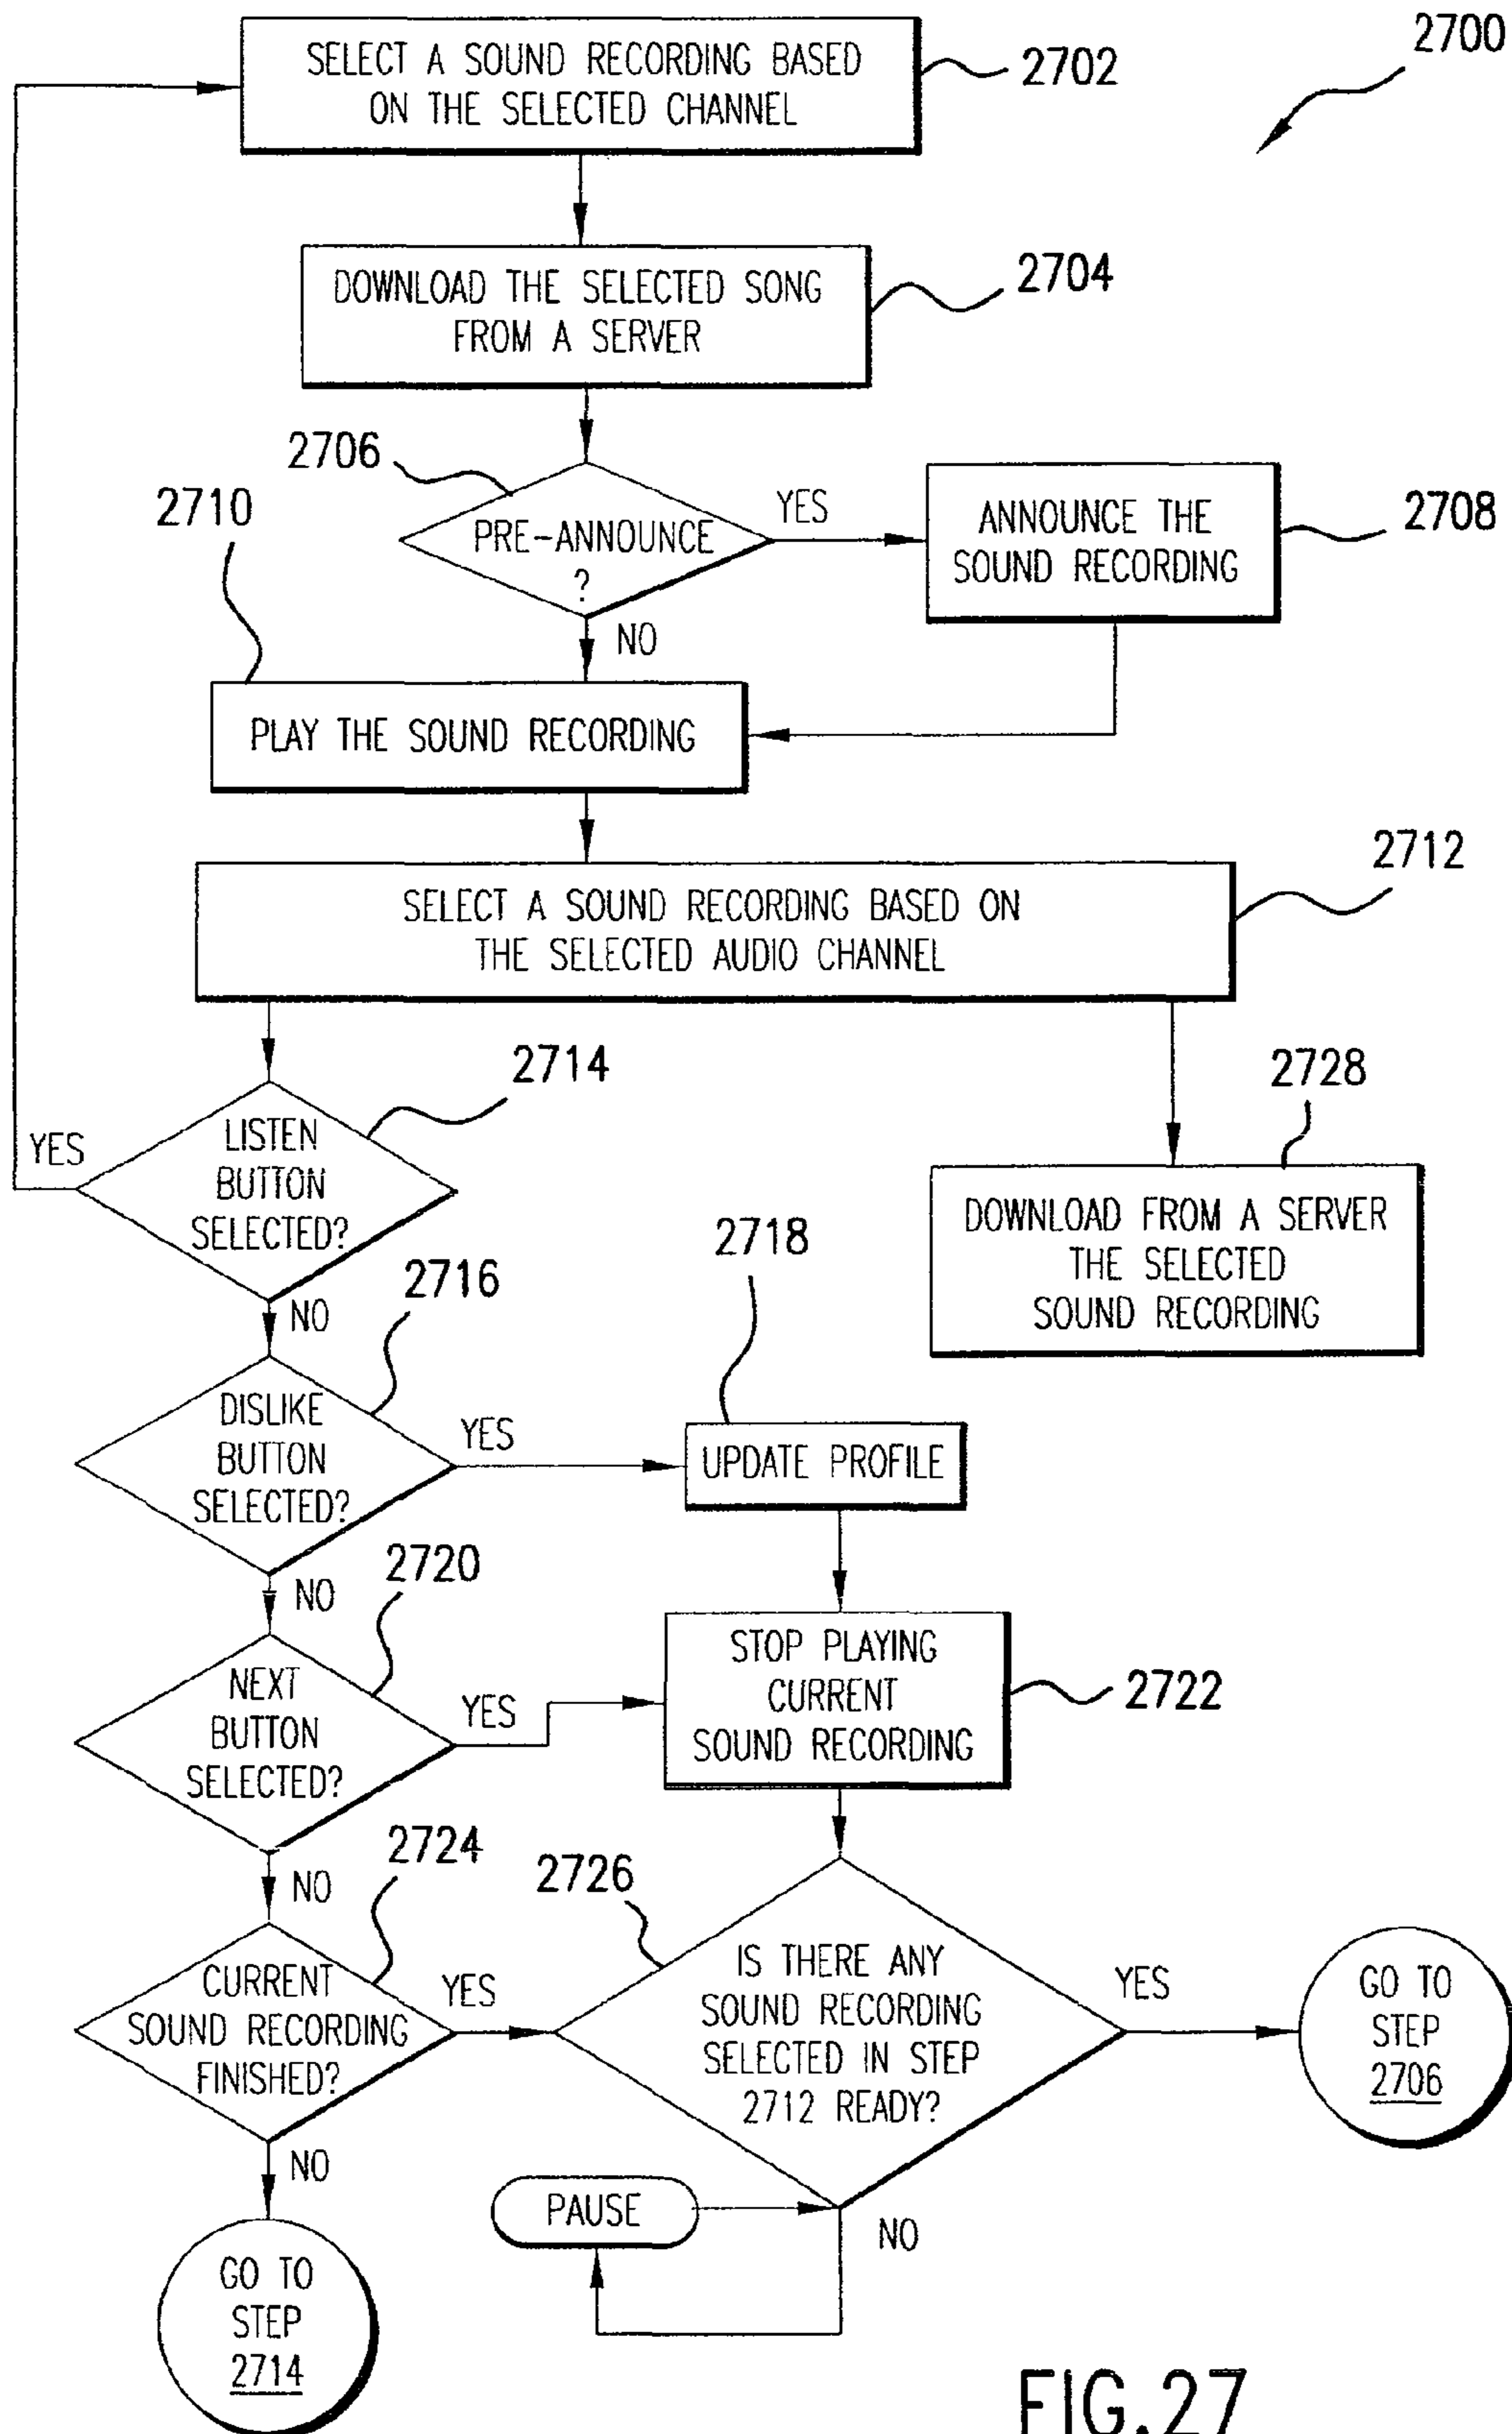 2700
SELECT A SOUND RECORDING BASED
ON THE SELECTED CHANNEL
2702
DOWNLOAD THE SELECTED SONG
FROM A SERVER
2704
2706
PRE-ANNOUNCE
?
YES
NO
ANNOUNCE THE
SOUND RECORDING
2708
2710
PLAY THE SOUND RECORDING
2712
SELECT A SOUND RECORDING BASED ON
THE SELECTED AUDIO CHANNEL
2714
LISTEN
BUTTON
SELECTED?
YES
NO
2728
DOWNLOAD FROM A SERVER
THE SELECTED
SOUND RECORDING
2716
DISLIKE
BUTTON
SELECTED?
YES
NO
2718
UPDATE PROFILE
2720
NEXT
BUTTON
SELECTED?
YES
NO
STOP PLAYING
CURRENT
SOUND RECORDING
2722
2724
CURRENT
SOUND RECORDING
FINISHED?
YES
NO
2726
IS THERE ANY
SOUND RECORDING
SELECTED IN STEP
2712 READY?
YES
NO
GO TO
STEP
2706
PAUSE
GO TO
STEP
2714
FIG.27